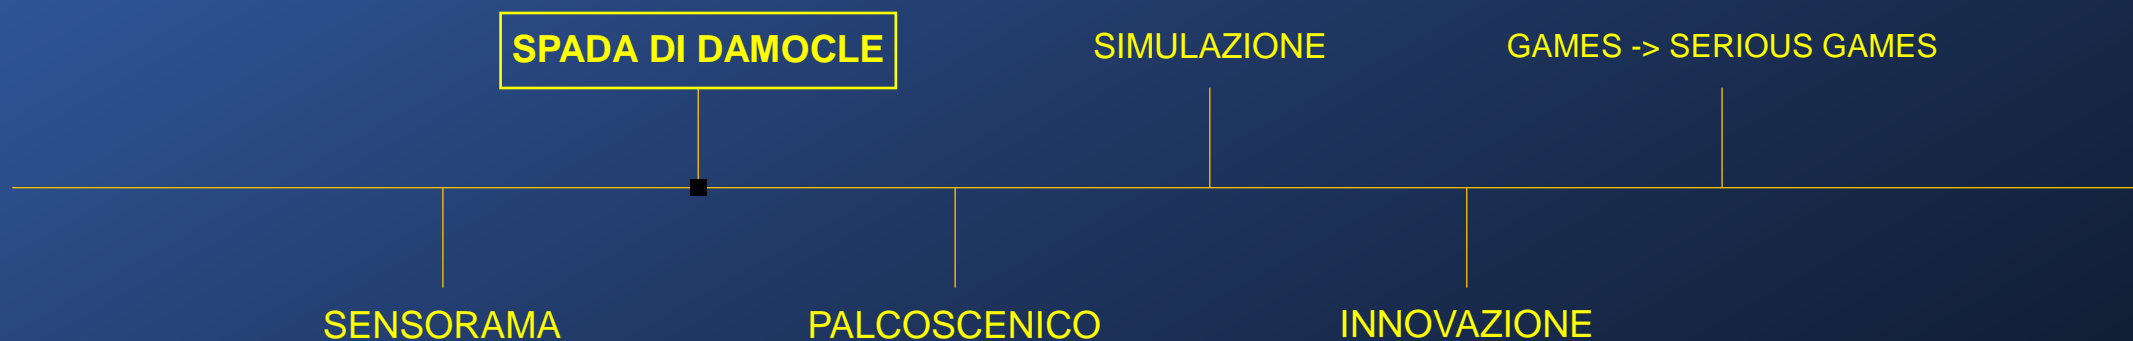 SPADA DI DAMOCLE
SIMULAZIONE
GAMES -> SERIOUS GAMES
SENSORAMA
PALCOSCENICO
INNOVAZIONE